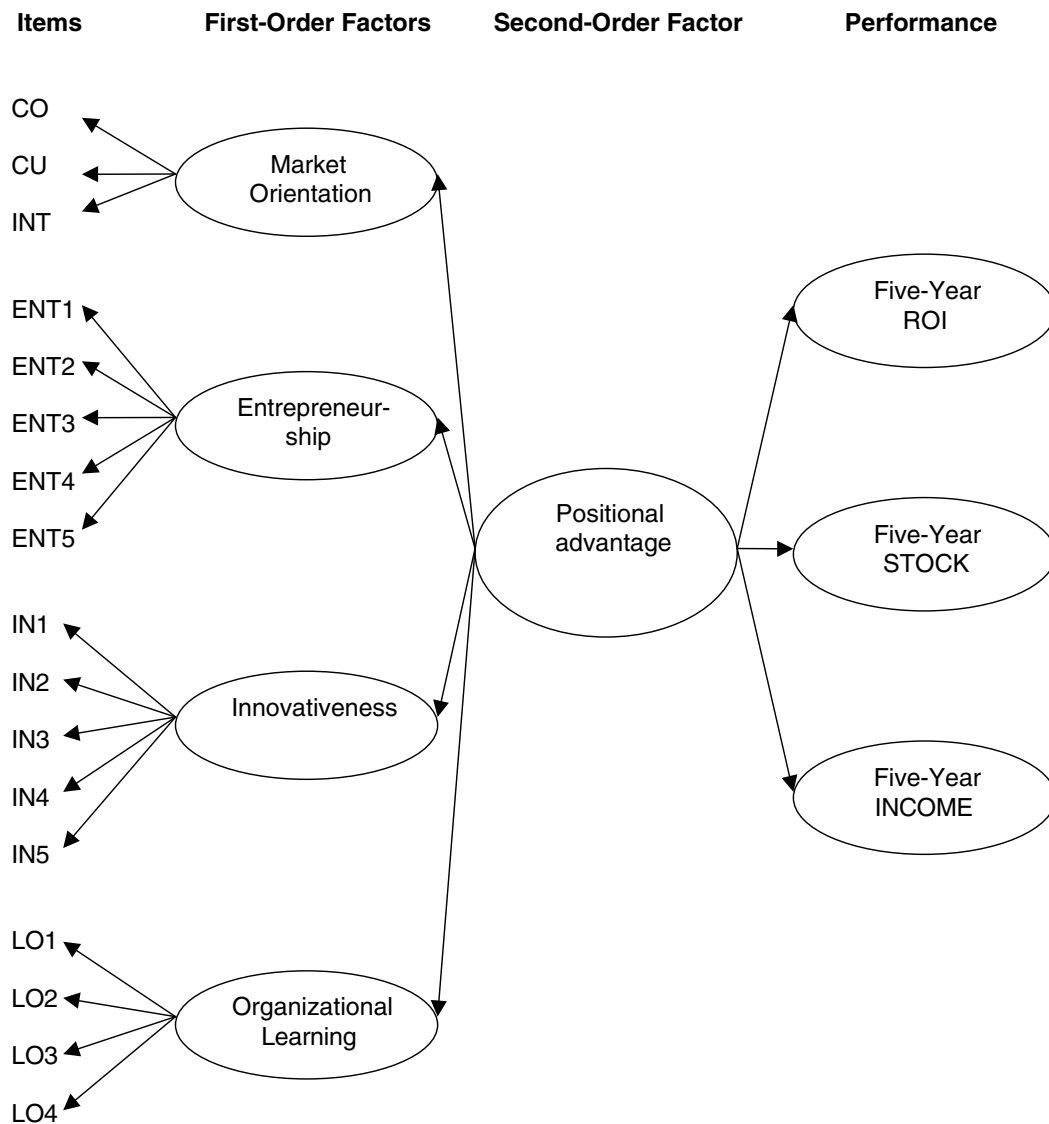 Items First-Order Factors Second-Order Factor Performance
CO
CU
INT
Market
Orientation
ENT1
ENT2
ENT3
ENT4
ENT5
Entrepreneur-
ship
IN1
IN2
IN3
IN4
IN5
Innovativeness
LO1
LO2
LO3
LO4
Organizational
Learning
Positional
advantage
Five-Year
ROI
Five-Year
STOCK
Five-Year
INCOME